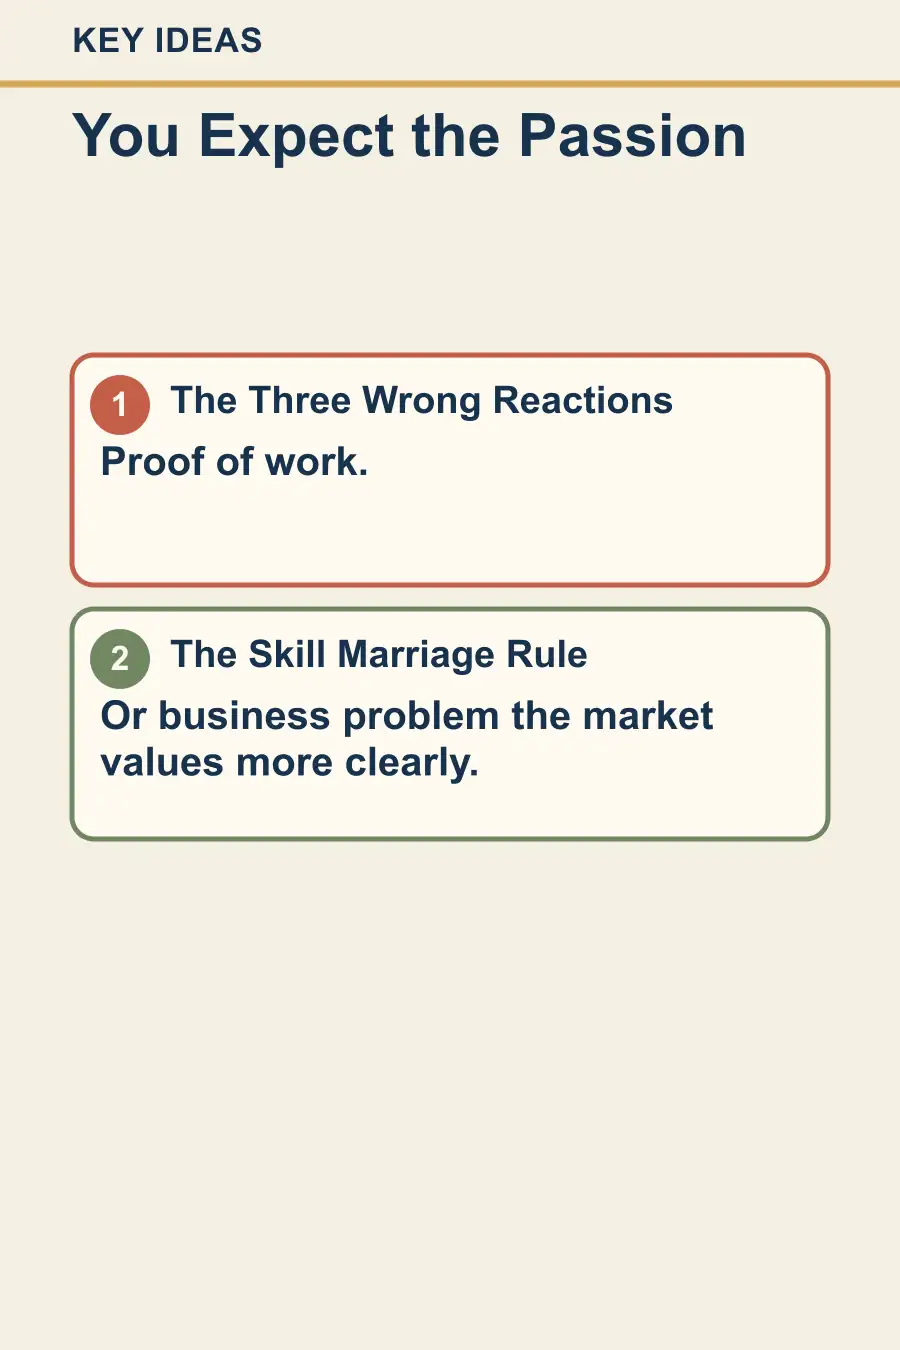 KEY IDEAS
You Expect the Passion
1 The Three Wrong Reactions
Proof of work.
2 The Skill Marriage Rule
Or business problem the market
values more clearly.